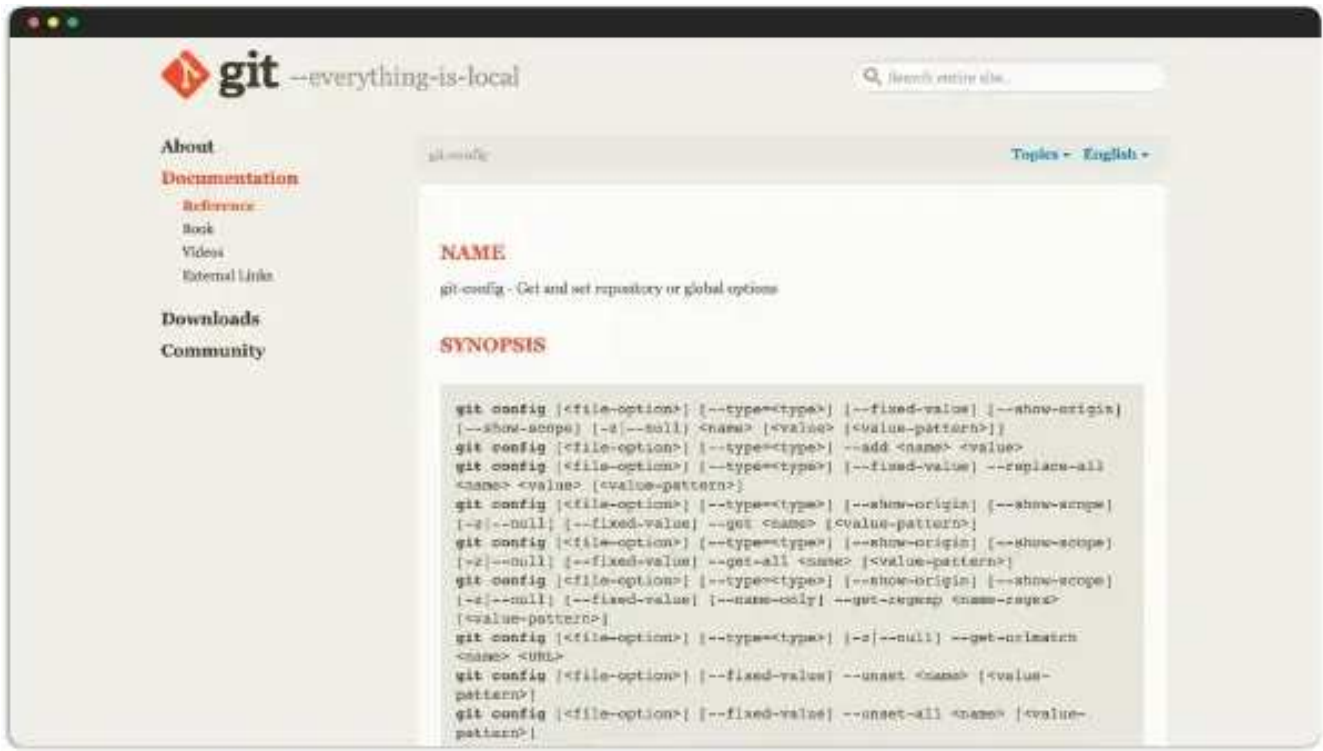 git --everything-is-local
Search entire site...
About
Documentation
Reference
Book
Videos
External Links
Downloads
Community
git-config
Topics English
NAME
git-config - Get and set repository or global options
SYNOPSIS
git config [<file-option>] [--type=<type>] [--fixed-value] [--show-origin]
[--show-scope] [-z|--null] <name> [<value> [<value-pattern>]]
git config [<file-option>] [--type=<type>] --add <name> <value>
git config [<file-option>] [--type=<type>] [--fixed-value] --replace-all
<name> <value> [<value-pattern>]
git config [<file-option>] [--type=<type>] [--show-origin] [--show-scope]
[-z|--null] [--fixed-value] --get <name> [<value-pattern>]
git config [<file-option>] [--type=<type>] [--show-origin] [--show-scope]
[-z|--null] [--fixed-value] --get-all <name> [<value-pattern>]
git config [<file-option>] [--type=<type>] [--show-origin] [--show-scope]
[-z|--null] [--fixed-value] [--name-only] --get-regexp <name-regex>
[<value-pattern>]
git config [<file-option>] [--type=<type>] [-z|--null] --get-urlmatch
<name> <URL>
git config [<file-option>] [--fixed-value] --unset <name> [<value-
pattern>]
git config [<file-option>] [--fixed-value] --unset-all <name> [<value-
pattern>]